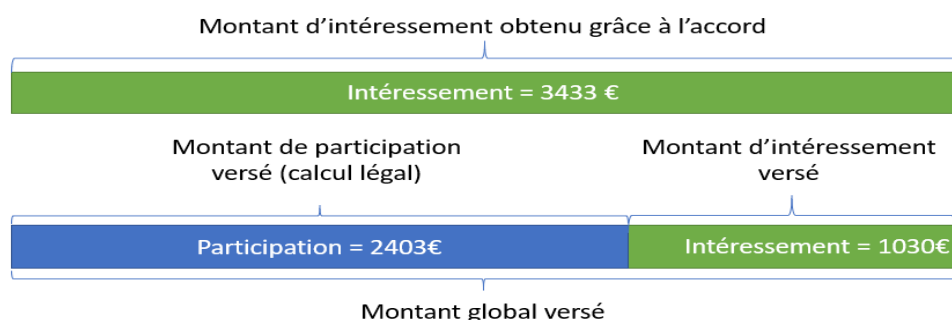 Montant d’intéressement obtenu grâce à l’accord
Intéressement = 3433 €
Montant de participation
versé (calcul légal)
Montant d’intéressement
versé
Participation = 2403€
Intéressement = 1030€
Montant global versé